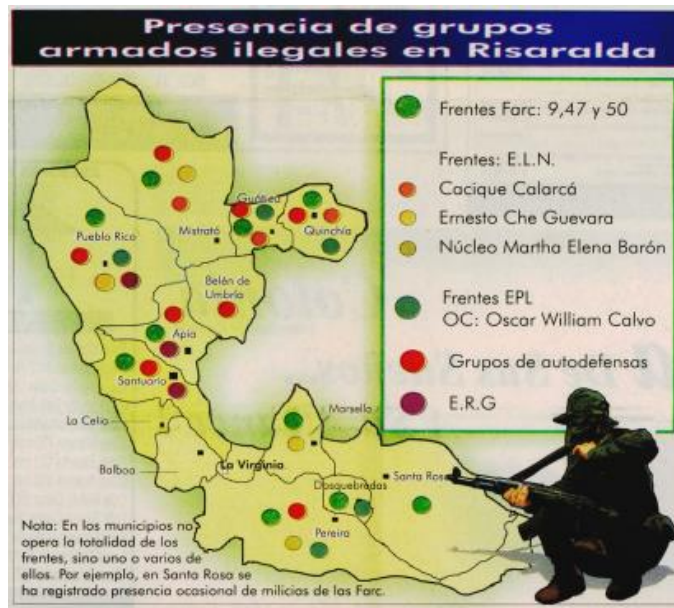 Presencia de grupos
armados ilegales en Risaralda
Frentes Farc: 9,47 y 50
Frentes: E.L.N.
Cacique Calarcá
Ernesto Che Guevara
Núcleo Martha Elena Barón
Frentes EPL
OC: Oscar William Calvo
Grupos de autodefensas
E.R.G
Guática
Mistrató
Quinchía
Pueblo Rico
Belén de
Umbría
Apía
Santuario
La Celia
Marsella
Balboa
La Virginia
Santa Rosa
Dosquebradas
Pereira
Nota: En los municipios no
opera la totalidad de los
frentes, sino uno o varios de
ellos. Por ejemplo, en Santa Rosa se
ha registrado presencia ocasional de milicias de las Farc.